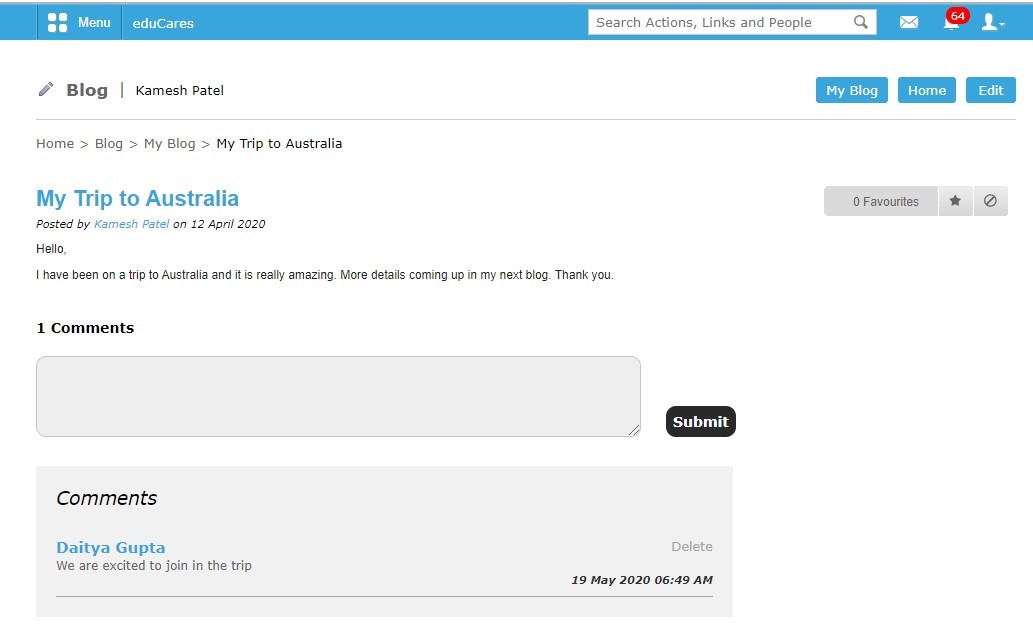 Menu
eduCares
Search Actions, Links and People
64
Blog | Kamesh Patel
My Blog
Home
Edit
Home > Blog > My Blog > My Trip to Australia
My Trip to Australia
0 Favourites
Posted by Kamesh Patel on 12 April 2020
Hello,
I have been on a trip to Australia and it is really amazing. More details coming up in my next blog. Thank you.
1 Comments
Submit
Comments
Daitya Gupta
Delete
We are excited to join in the trip
19 May 2020 06:49 AM